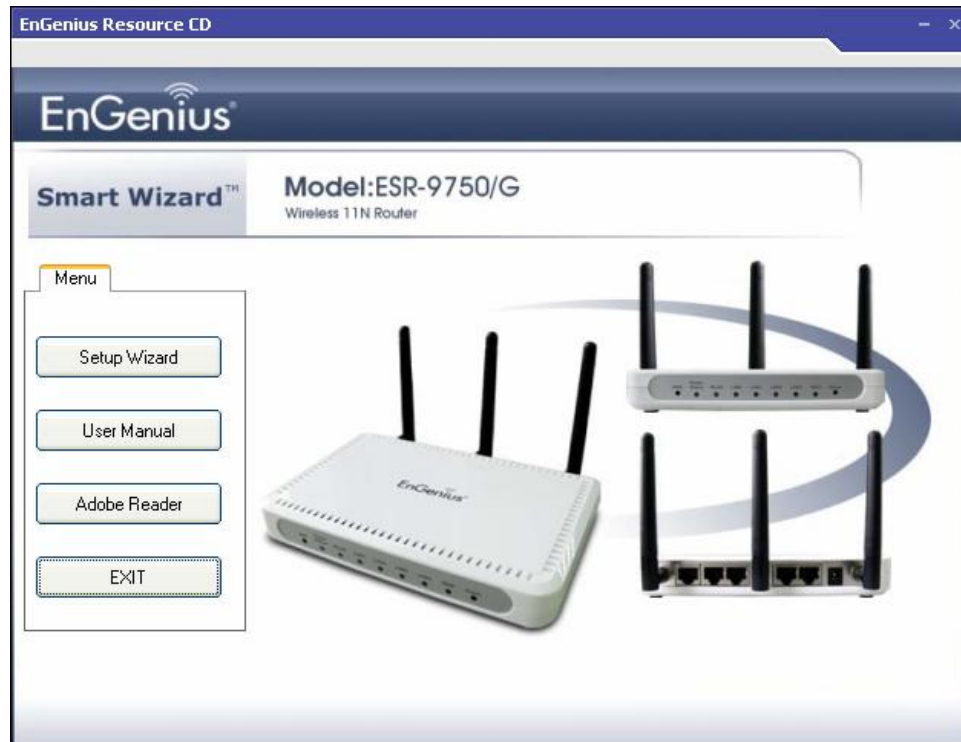 EnGenius Resource CD
EnGenius®
Smart Wizard™
Model:ESR-9750/G
Wireless 11N Router
Menu
Setup Wizard
User Manual
Adobe Reader
EXIT
EnGenius